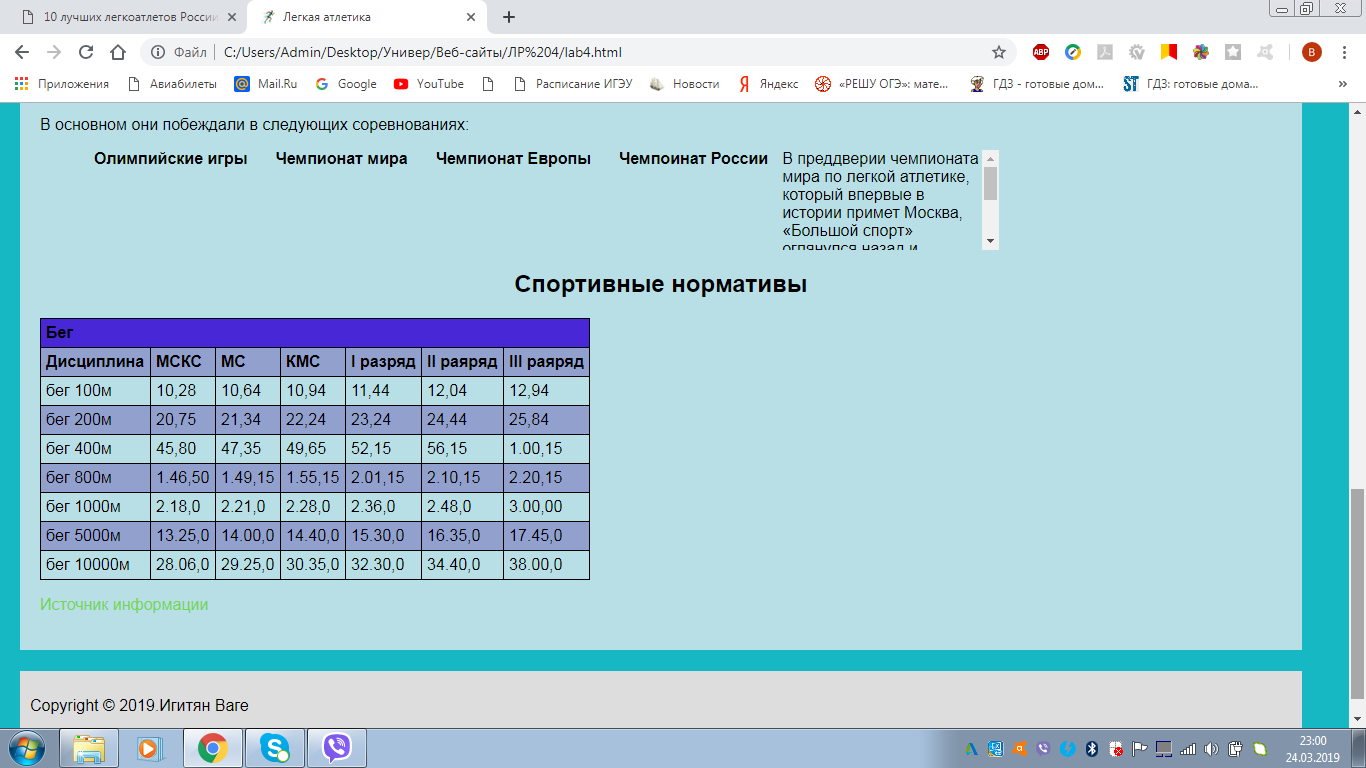 10 лучших легкоатлетов России
Легкая атлетика
Файл C:/Users/Admin/Desktop/Универ/Веб-сайты/ЛР%204/lab4.html
ABP
В
Приложения Авиабилеты Mail.Ru Google YouTube Расписание ИГЭУ Новости Яндекс «РЕШУ ОГЭ»: мате... ГДЗ - готовые дом... ГДЗ: готовые дома...
В основном они побеждали в следующих соревнованиях:
Олимпийские игры Чемпионат мира Чемпионат Европы Чемпоинат России
В преддверии чемпионата
мира по легкой атлетике,
который впервые в
истории примет Москва,
«Большой спорт»
оглянулся назад и
Спортивные нормативы
Бег
Дисциплина МСКС МС КМС I разряд II раяряд III раяряд
бег 100м 10,28 10,64 10,94 11,44 12,04 12,94
бег 200м 20,75 21,34 22,24 23,24 24,44 25,84
бег 400м 45,80 47,35 49,65 52,15 56,15 1.00,15
бег 800м 1.46,50 1.49,15 1.55,15 2.01,15 2.10,15 2.20,15
бег 1000м 2.18,0 2.21,0 2.28,0 2.36,0 2.48,0 3.00,00
бег 5000м 13.25,0 14.00,0 14.40,0 15.30,0 16.35,0 17.45,0
бег 10000м 28.06,0 29.25,0 30.35,0 32.30,0 34.40,0 38.00,0
Источник информации
Copyright © 2019.Игитян Ваге
23:00
24.03.2019